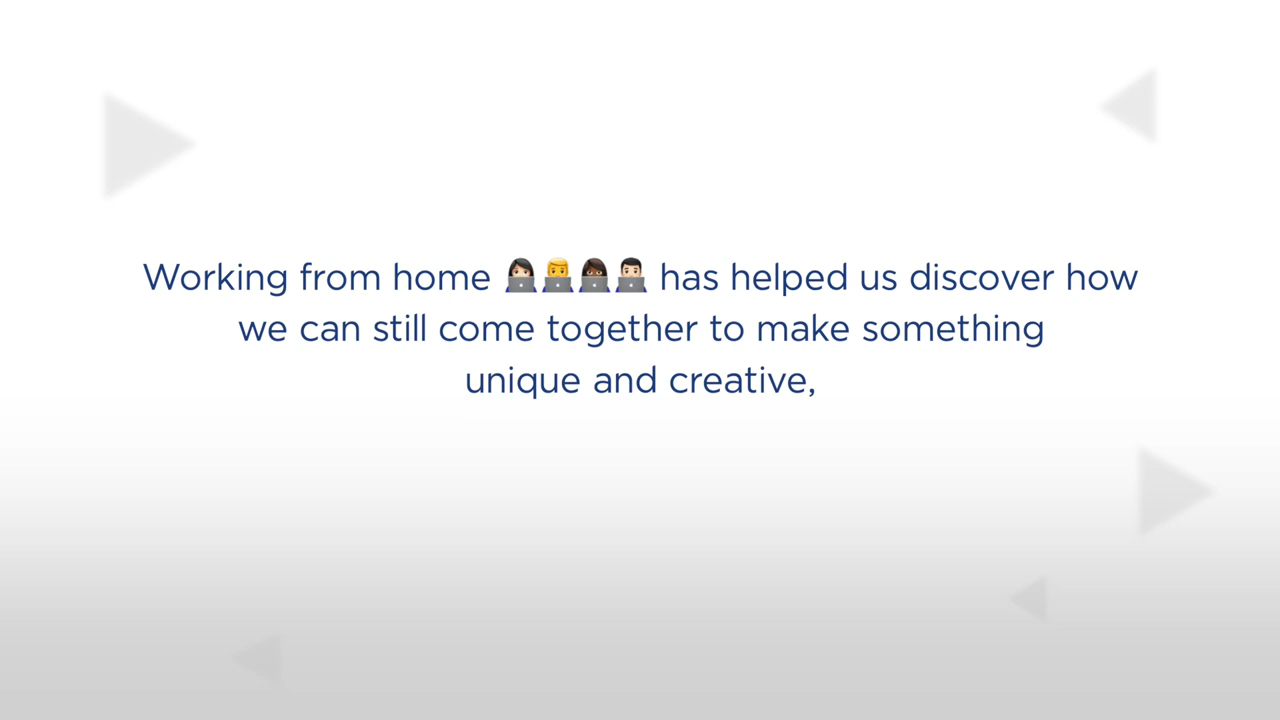 Working from home 👩🏻‍💻👨‍💻👩🏾‍💻👨🏻‍💻 has helped us discover how
we can still come together to make something
unique and creative,